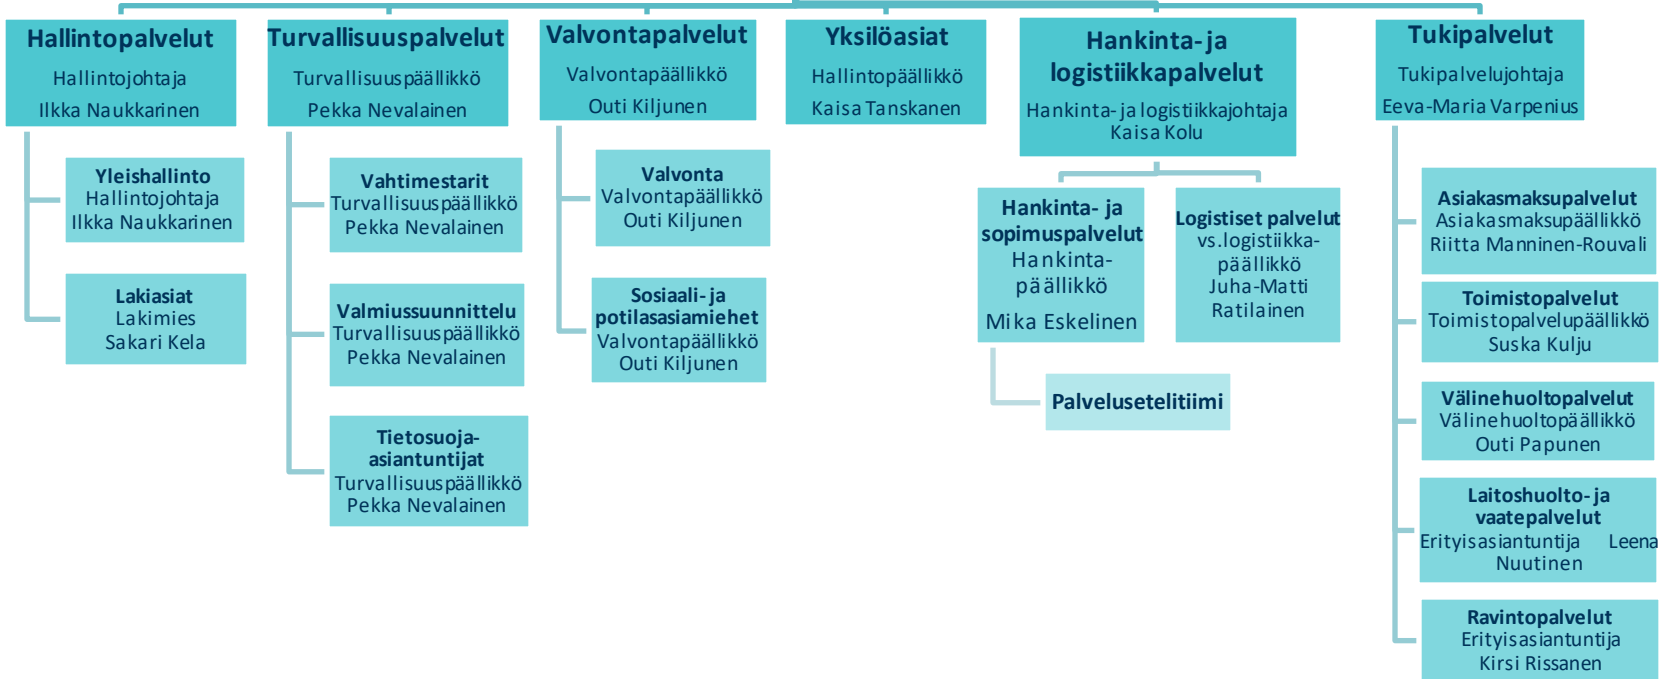 Hallintopalvelut
Hallintojohtaja
Ilkka Naukkarinen
Yleishallinto
Hallintojohtaja
Ilkka Naukkarinen
Lakiasiat
Lakimies
Sakari Kela
Turvallisuuspalvelut
Turvallisuuspäällikkö
Pekka Nevalainen
Vahtimestarit
Turvallisuuspäällikkö
Pekka Nevalainen
Valmiussuunnittelu
Turvallisuuspäällikkö
Pekka Nevalainen
Tietosuoja-
asiantuntijat
Turvallisuuspäällikkö
Pekka Nevalainen
Valvontapalvelut
Valvontapäällikkö
Outi Kiljunen
Valvonta
Valvontapäällikkö
Outi Kiljunen
Sosiaali- ja
potilasasiamiehet
Valvontapäällikkö
Outi Kiljunen
Yksilöasiat
Hallintopäällikkö
Kaisa Tanskanen
Hankinta- ja
logistiikkapalvelut
Hankinta- ja logistiikkajohtaja
Kaisa Kolu
Hankinta- ja
sopimuspalvelut
Hankinta-
päällikkö
Mika Eskelinen
Palvelusetelitiimi
Logistiset palvelut
vs.logistiikka-
päällikkö
Juha-Matti
Ratilainen
Tukipalvelut
Tukipalvelujohtaja
Eeva-Maria Varpenius
Asiakasmaksupalvelut
Asiakasmaksupäällikkö
Riitta Manninen-Rouvali
Toimistopalvelut
Toimistopalvelupäällikkö
Suska Kulju
Välinehuoltopalvelut
Välinehuoltopäällikkö
Outi Papunen
Laitoshuolto- ja
vaatepalvelut
Erityisasiantuntija Leena
Nuutinen
Ravintopalvelut
Erityisasiantuntija
Kirsi Rissanen